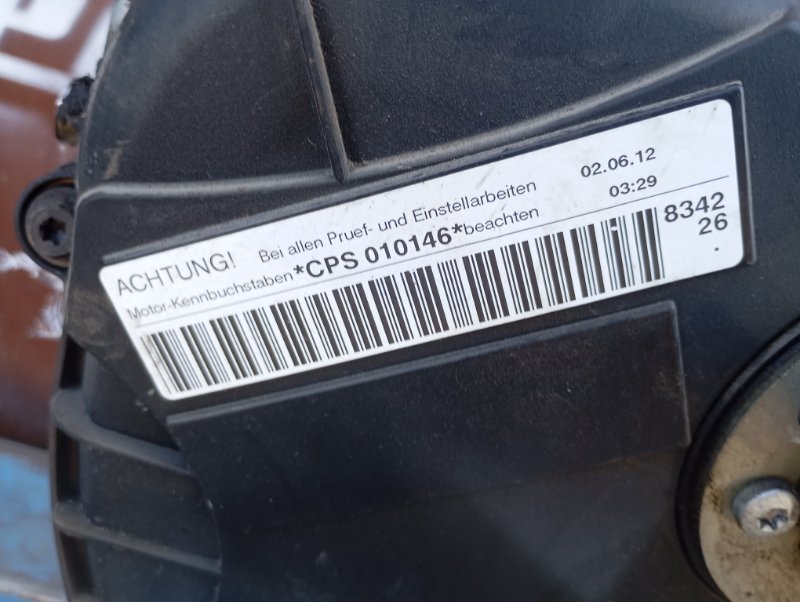 ACHTUNG! Bei allen Pruef- und Einstellarbeiten 02.06.12
Motor-Kennbuchstaben *CPS 010146* beachten 03:29
8342
26
.